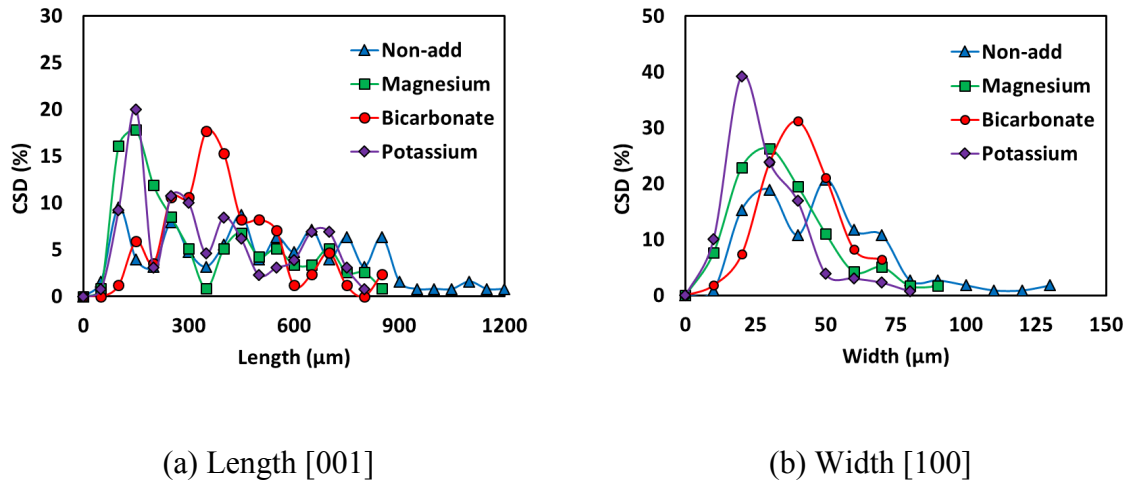 30
25
20
15
10
5
0
CSD (%)
Non-add
Magnesium
Bicarbonate
Potassium
0 300 600 900 1200
Length (μm)
50
40
30
20
10
0
CSD (%)
Non-add
Magnesium
Bicarbonate
Potassium
0 25 50 75 100 125 150
Width (μm)
(a) Length [001]
(b) Width [100]